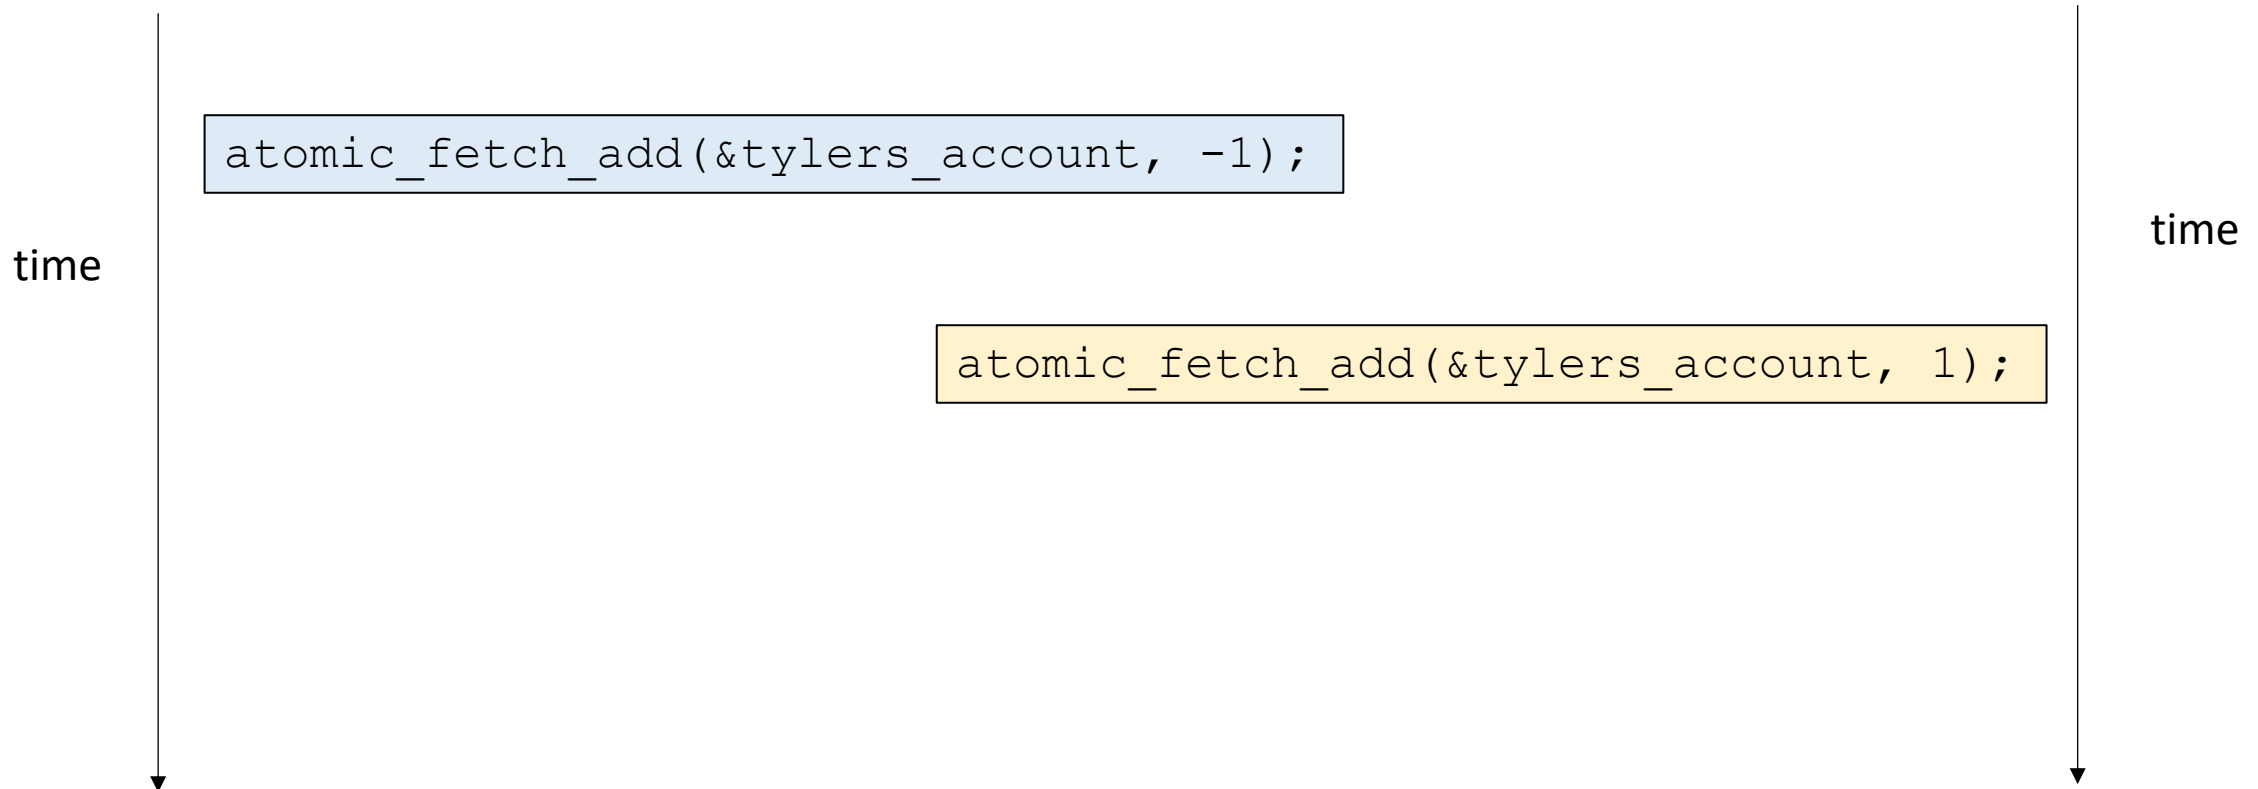 atomic_fetch_add(&tylers_account, -1);
time
time
atomic_fetch_add(&tylers_account, 1);